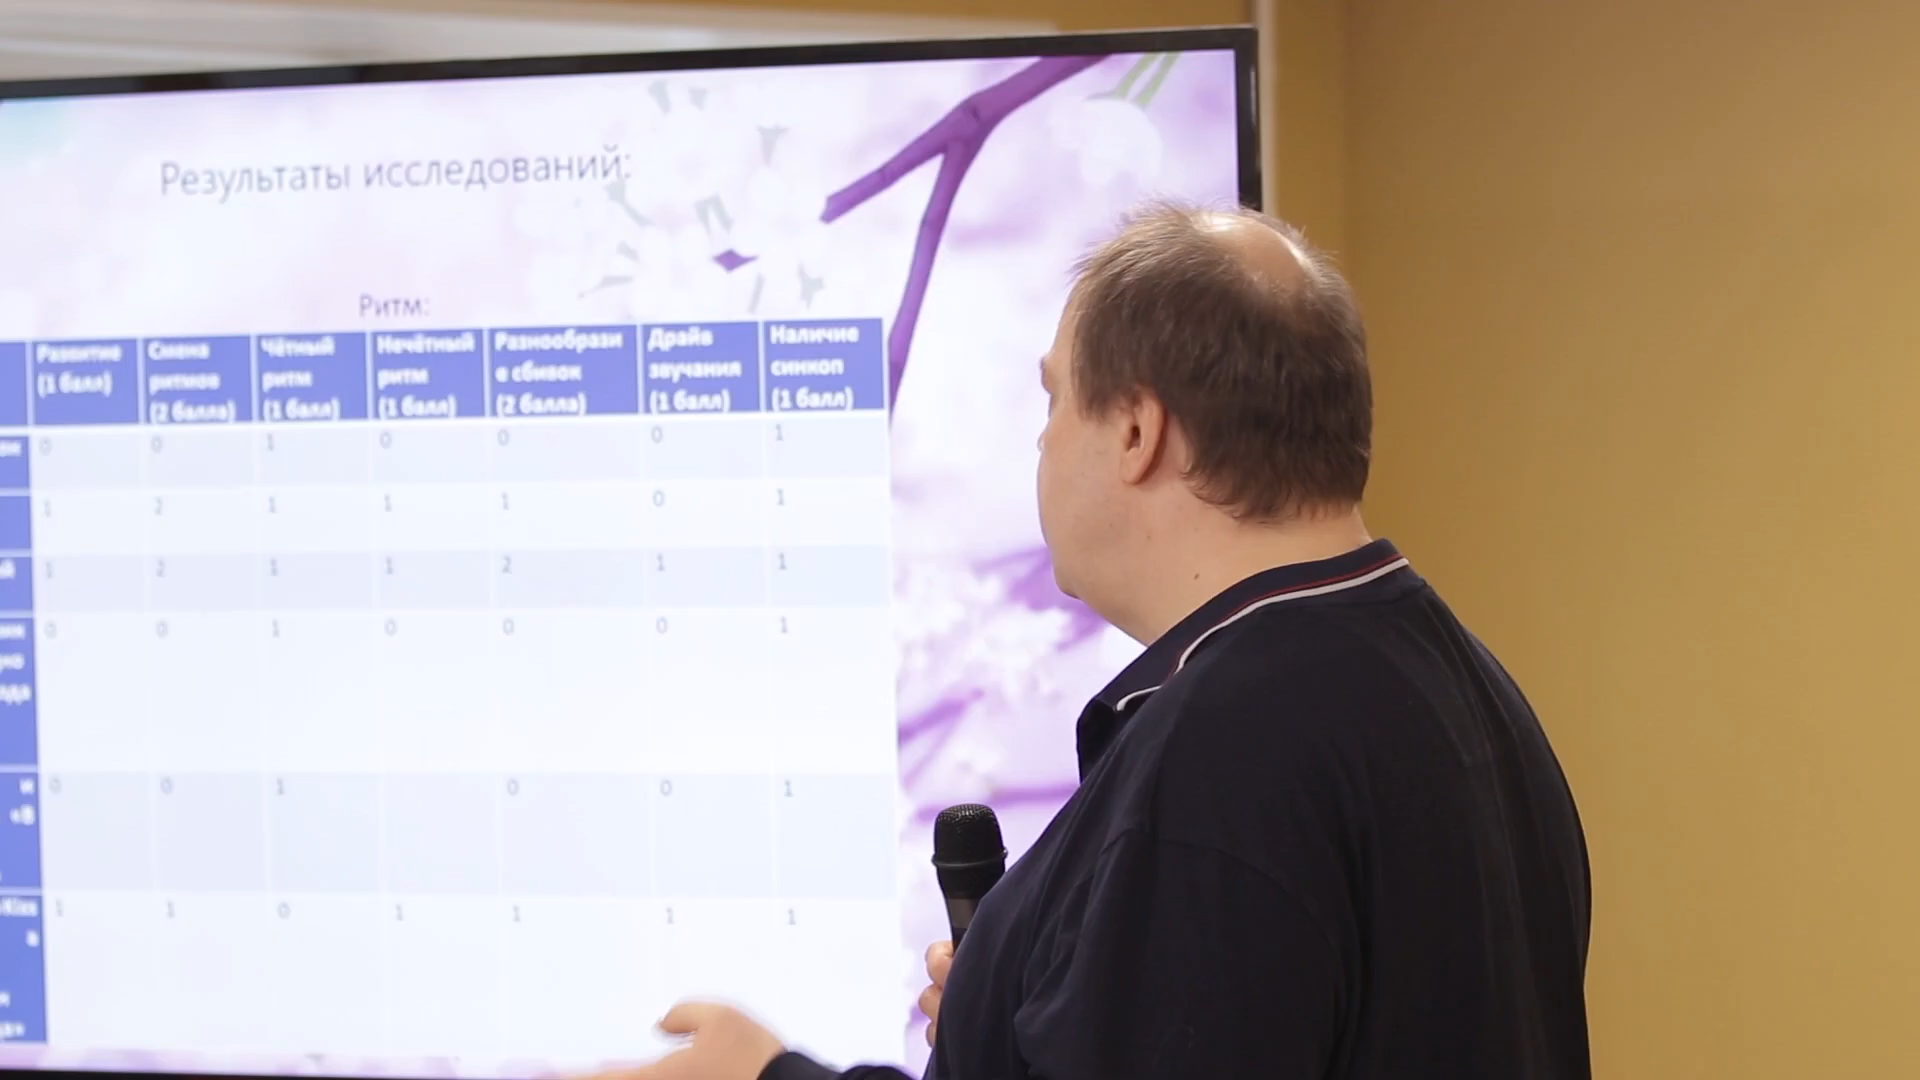 Результаты исследований:
Ритм:
Развитие (1 балл) Смена ритмов (2 балла) Чётный ритм (1 балл) Нечётный ритм (1 балл) Разнообрази е сбивок (2 балла) Драйв звучания (1 балл) Наличие синкоп (1 балл)
0 0 1 0 0 0 1
1 2 1 1 1 0 1
1 2 1 1 2 1 1
0 0 1 0 0 0 1
0 0 1 0 0 1
1 1 0 1 1 1 1